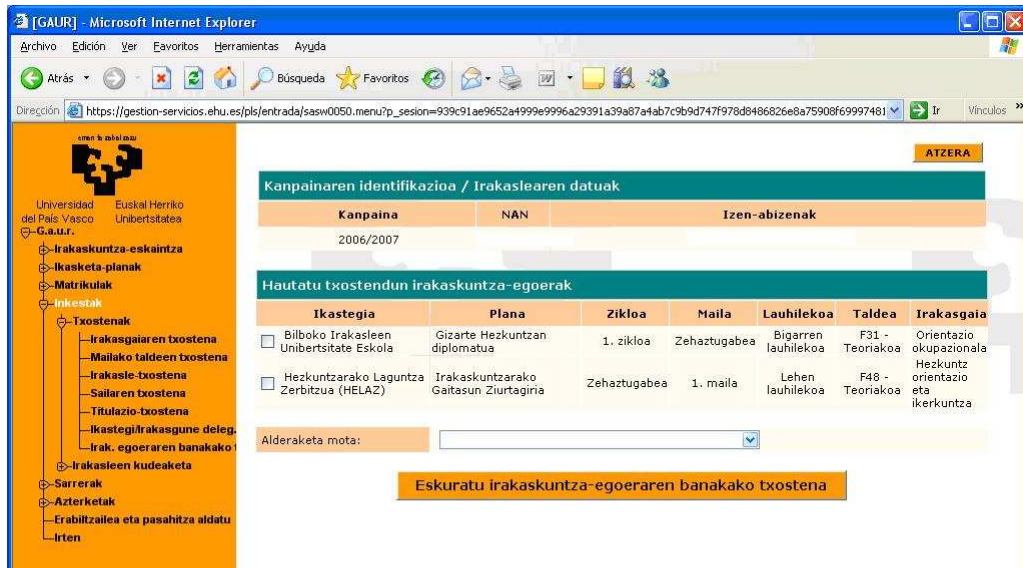 [GAUR] - Microsoft Internet Explorer
Archivo Edición Ver Favoritos Herramientas Ayuda
Atrás Búsqueda Favoritos
Dirección https://gestion-servicios.ehu.es/pls/entrada/sasw0050.menu?p_sesion=939c91ae9652a4999e9996a29391a39a87a4ab7c9b9d747f978d8486826e8a75908f69997481 Ir Vínculos »
eman ta zabal zazu
Universidad del País Vasco
Euskal Herriko Unibertsitatea
G.a.u.r.
Irakaskuntza-eskaintza
Ikasketa-planak
Matrikulak
Inkestak
Txostenak
Irakasgaiaren txostena
Mailako taldeen txostena
Irakasle-txostena
Sailaren txostena
Titulazio-txostena
Ikastegi/Irakasgune deleg.
Irak. egoeraren banakako t
Irakasleen kudeaketa
Sarrerak
Azterketak
Erabiltzailea eta pasahitza aldatu
Irten
ATZERA
Kanpainaren identifikazioa / Irakaslearen datuak
Kanpaina NAN Izen-abizenak
2006/2007
Hautatu txostendun irakaskuntza-egoerak
Ikastegia Plana Zikloa Maila Lauhilekoa Taldea Irakasgaia
Bilboko Irakasleen Unibertsitate Eskola Gizarte Hezkuntzan diplomatua 1. zikloa Zehaztugabea Bigarren lauhilekoa F31 - Teoriakoa Orientazio okupazionala
Hezkuntzarako Laguntza Zerbitzua (HELAZ) Irakaskuntzarako Gaitasun Ziurtagiria Zehaztugabea 1. maila Lehen lauhilekoa F48 - Teoriakoa Hezkuntz orientazio eta ikerkuntza
Alderaketa mota:
Eskuratu irakaskuntza-egoeraren banakako txostena